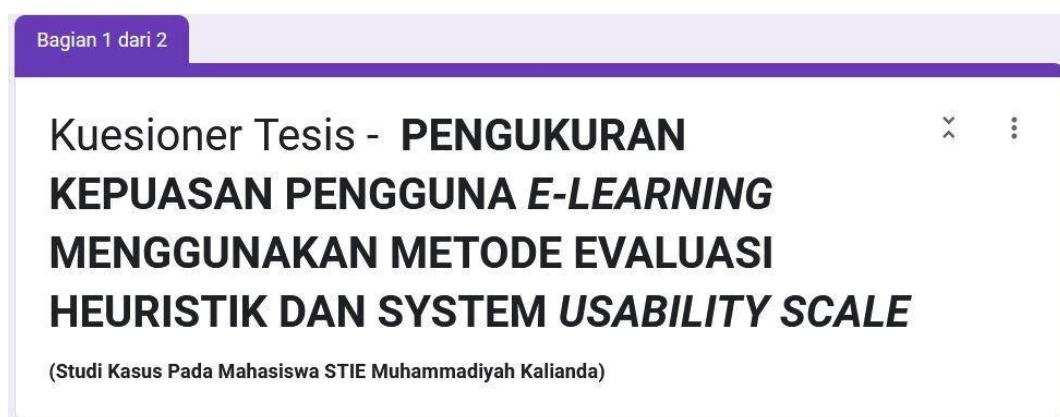 Bagian 1 dari 2
Kuesioner Tesis - PENGUKURAN
KEPUASAN PENGGUNA E-LEARNING
MENGGUNAKAN METODE EVALUASI
HEURISTIK DAN SYSTEM USABILITY SCALE
(Studi Kasus Pada Mahasiswa STIE Muhammadiyah Kalianda)